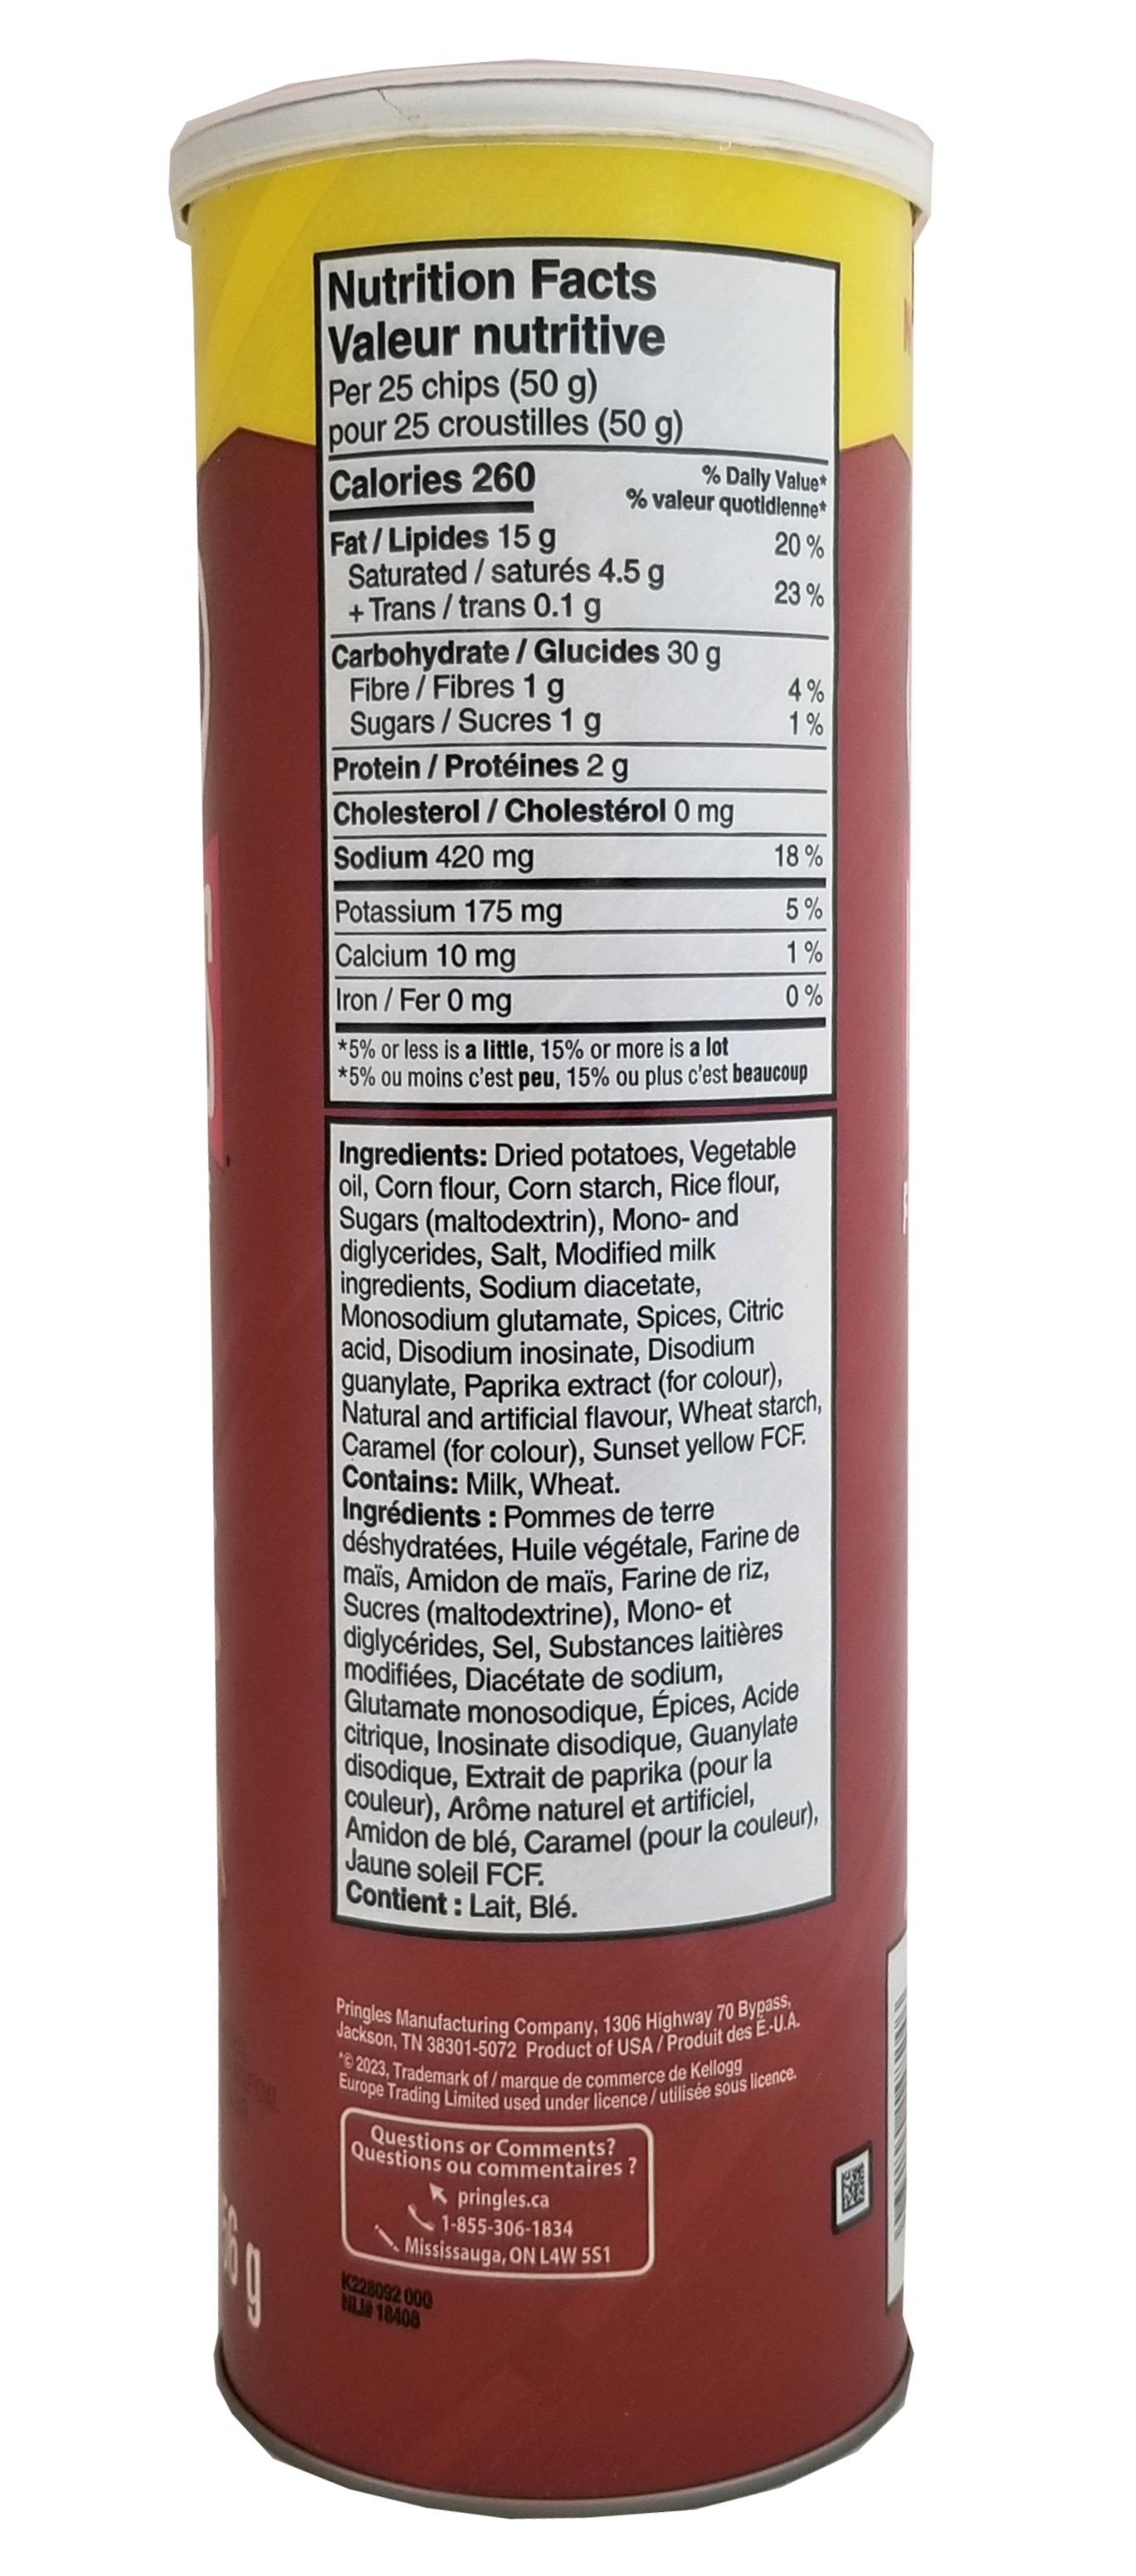 Nutrition Facts
Valeur nutritive
Per 25 chips (50 g)
pour 25 croustilles (50 g)
Calories 260
% Daily Value*
% valeur quotidienne*
Fat / Lipides 15 g 20 %
Saturated / saturés 4.5 g
+ Trans / trans 0.1 g 23 %
Carbohydrate / Glucides 30 g
Fibre / Fibres 1 g 4 %
Sugars / Sucres 1 g 1 %
Protein / Protéines 2 g
Cholesterol / Cholestérol 0 mg
Sodium 420 mg 18 %
Potassium 175 mg 5 %
Calcium 10 mg 1 %
Iron / Fer 0 mg 0 %
*5% or less is a little, 15% or more is a lot
*5% ou moins c'est peu, 15% ou plus c'est beaucoup
Ingredients: Dried potatoes, Vegetable
oil, Corn flour, Corn starch, Rice flour,
Sugars (maltodextrin), Mono- and
diglycerides, Salt, Modified milk
ingredients, Sodium diacetate,
Monosodium glutamate, Spices, Citric
acid, Disodium inosinate, Disodium
guanylate, Paprika extract (for colour),
Natural and artificial flavour, Wheat starch,
Caramel (for colour), Sunset yellow FCF.
Contains: Milk, Wheat.
Ingrédients : Pommes de terre
déshydratées, Huile végétale, Farine de
maïs, Amidon de maïs, Farine de riz,
Sucres (maltodextrine), Mono- et
diglycérides, Sel, Substances laitières
modifiées, Diacétate de sodium,
Glutamate monosodique, Épices, Acide
citrique, Inosinate disodique, Guanylate
disodique, Extrait de paprika (pour la
couleur), Arôme naturel et artificiel,
Amidon de blé, Caramel (pour la couleur),
Jaune soleil FCF.
Contient : Lait, Blé.
Pringles Manufacturing Company, 1306 Highway 70 Bypass,
Jackson, TN 38301-5072 Product of USA / Produit des É.-U.A.
*© 2023, Trademark of / marque de commerce de Kellogg
Europe Trading Limited used under licence / utilisée sous licence.
Questions or Comments?
Questions ou commentaires ?
pringles.ca
1-855-306-1834
Mississauga, ON L4W 5S1
K228092 000
NLI# 18408
g